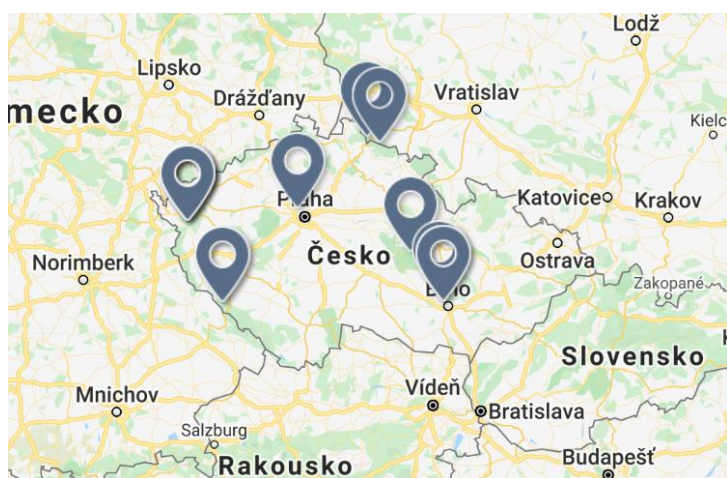 Lodž
Lipsko
Drážďany
Vratislav
mecko
Kielc
Praha
Katovice
Krakov
Česko
Ostrava
Norimberk
Zakopané
Brno
Slovensko
Mnichov
Vídeň
Bratislava
Salzburg
Budapešť
Rakousko